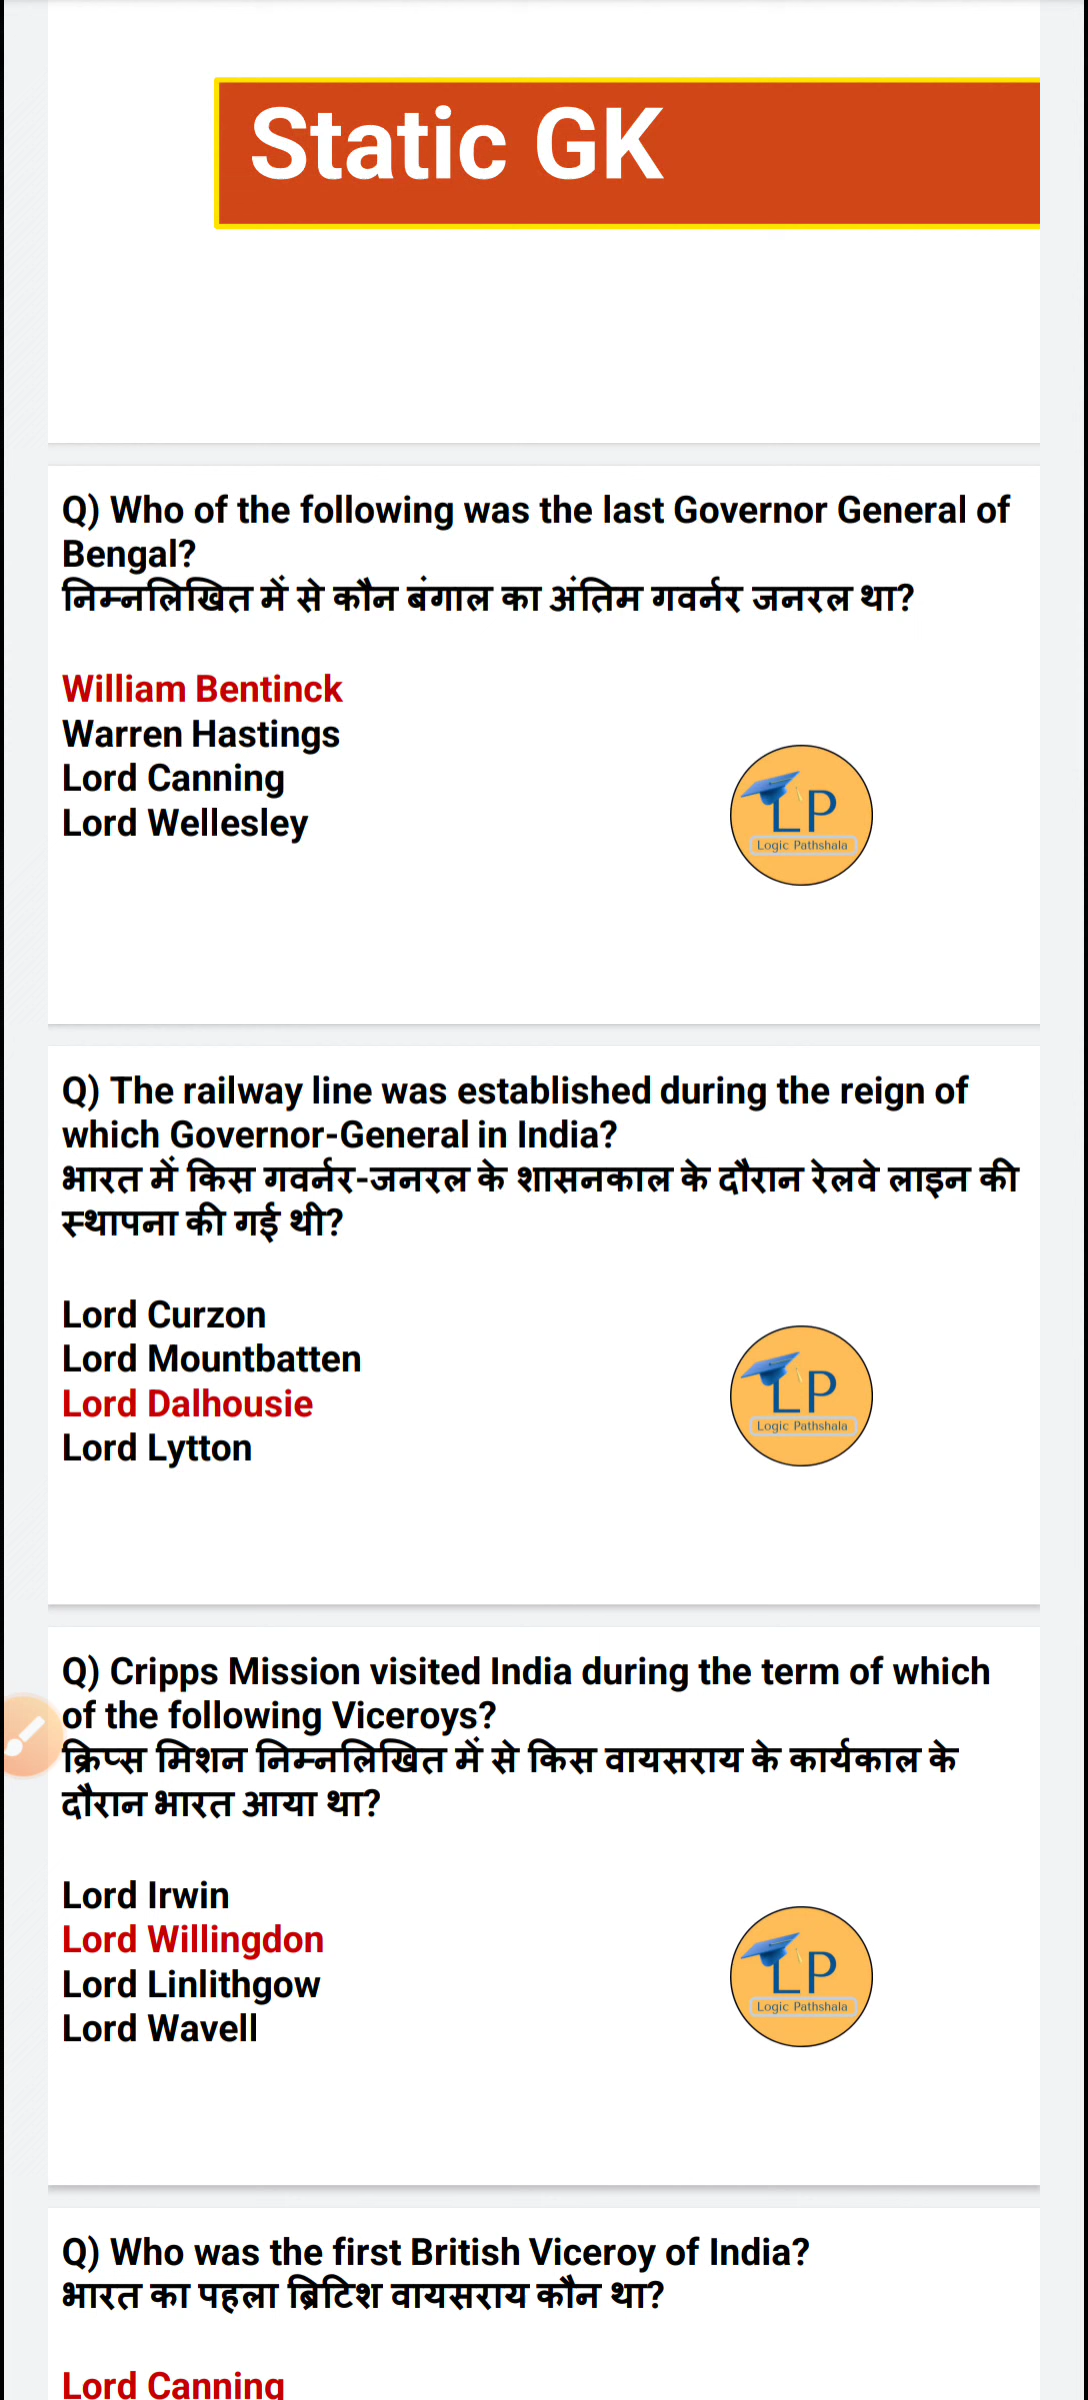 Static GK
Q) Who of the following was the last Governor General of
Bengal?
निम्नलिखित में से कौन बंगाल का अंतिम गवर्नर जनरल था?
William Bentinck
Warren Hastings
Lord Canning
Lord Wellesley
LP
Logic Pathshala
Q) The railway line was established during the reign of
which Governor-General in India?
भारत में किस गवर्नर-जनरल के शासनकाल के दौरान रेलवे लाइन की
स्थापना की गई थी?
Lord Curzon
Lord Mountbatten
Lord Dalhousie
Lord Lytton
LP
Logic Pathshala
Q) Cripps Mission visited India during the term of which
of the following Viceroys?
क्रिप्स मिशन निम्नलिखित में से किस वायसराय के कार्यकाल के
दौरान भारत आया था?
Lord Irwin
Lord Willingdon
Lord Linlithgow
Lord Wavell
LP
Logic Pathshala
Q) Who was the first British Viceroy of India?
भारत का पहला ब्रिटिश वायसराय कौन था?
Lord Canning